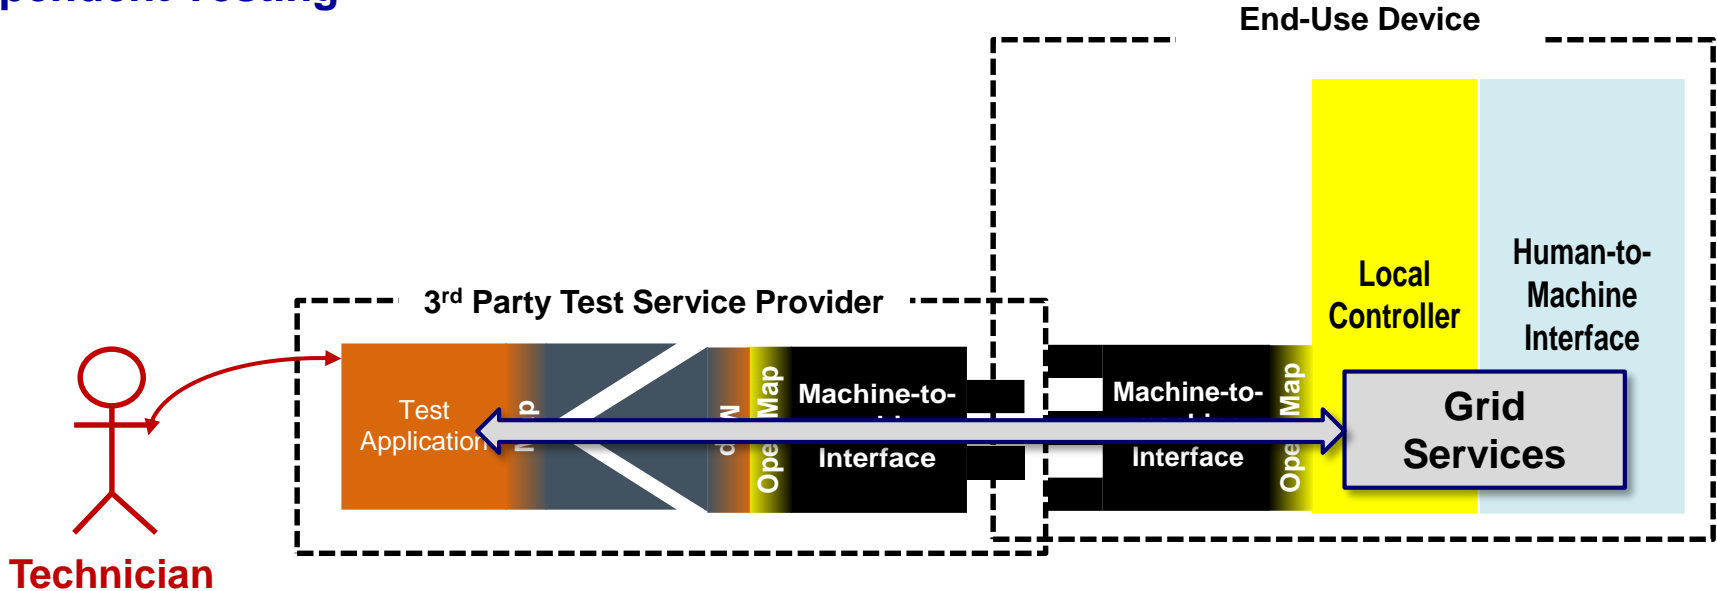 Testing
End-Use Device
3rd Party Test Service Provider
Test
Application
Map
Machine-to-
Interface
Machine-to-
Interface
Map
Local
Controller
Human-to-
Machine
Interface
Grid
Services
Technician